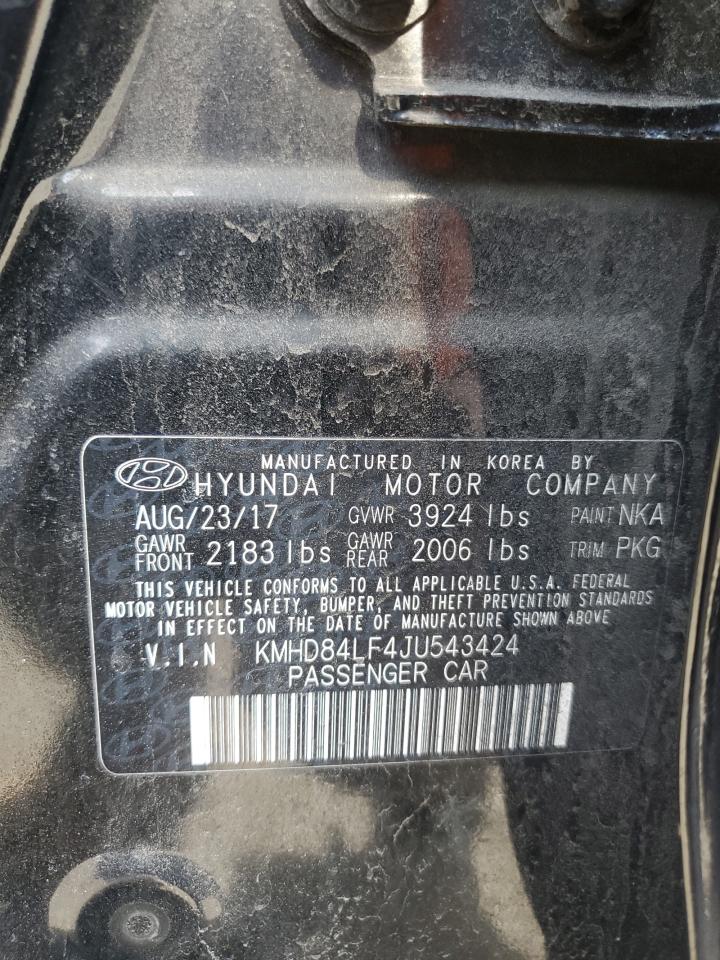 MANUFACTURED IN KOREA BY
HYUNDAI MOTOR COMPANY
AUG/23/17 GVWR 3924 lbs PAINT NKA
GAWR FRONT 2183 lbs GAWR REAR 2006 lbs TRIM PKG
THIS VEHICLE CONFORMS TO ALL APPLICABLE U.S.A. FEDERAL
MOTOR VEHICLE SAFETY, BUMPER, AND THEFT PREVENTION STANDARDS
IN EFFECT ON THE DATE OF MANUFACTURE SHOWN ABOVE
V.I.N KMHD84LF4JU543424
PASSENGER CAR